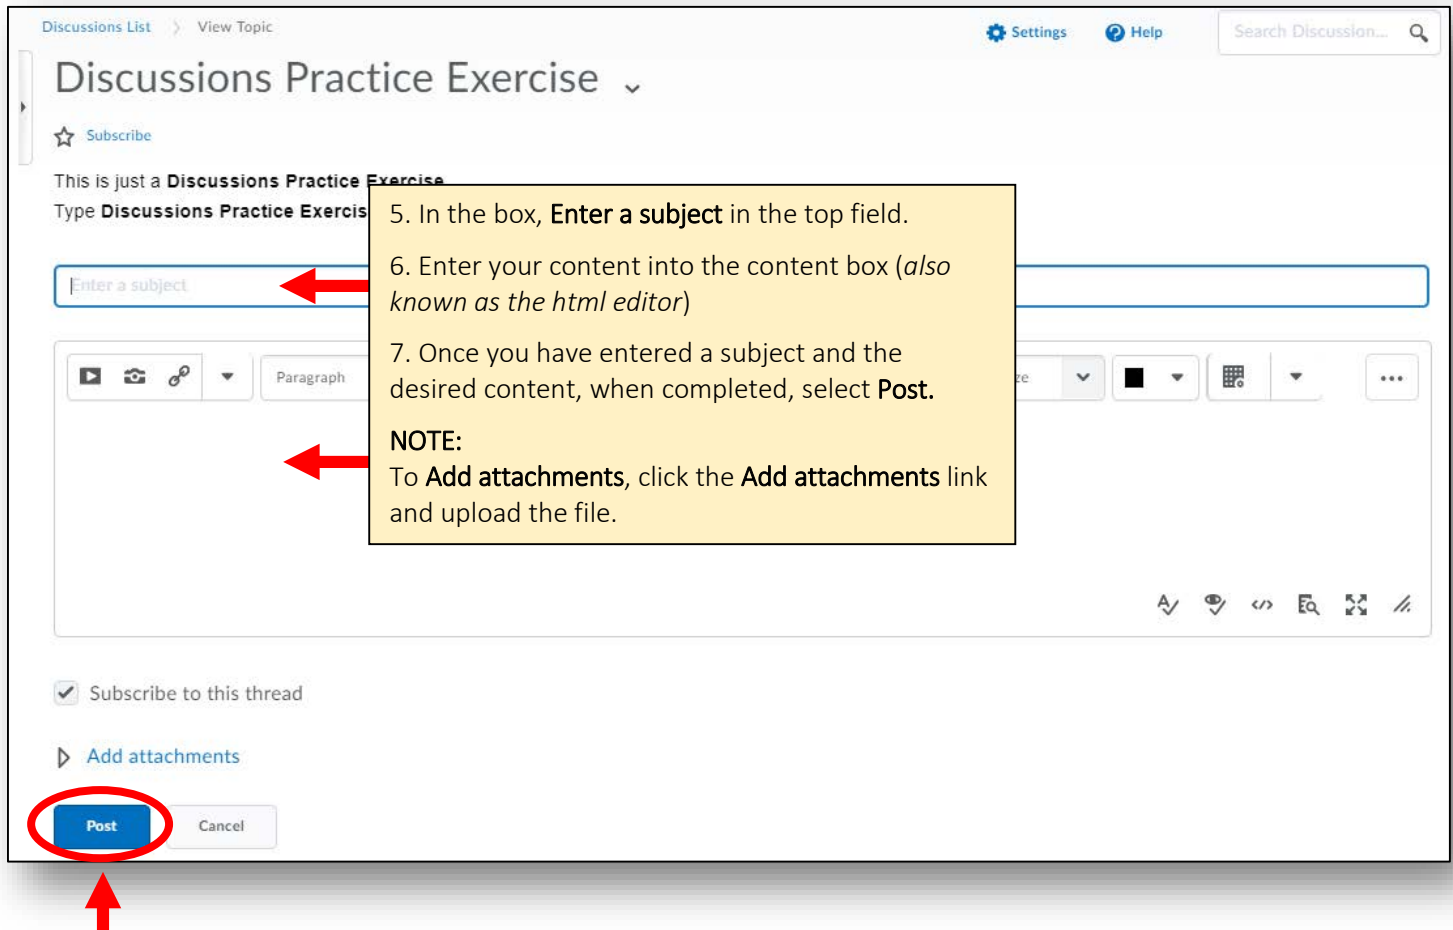 Discussions List > View Topic
Settings
Help
Search Discussion...
Discussions Practice Exercise
Subscribe
This is just a Discussions Practice Exercise
Type Discussions Practice Exercis
5. In the box, Enter a subject in the top field.
6. Enter your content into the content box (also
known as the html editor)
7. Once you have entered a subject and the
desired content, when completed, select Post.
NOTE:
To Add attachments, click the Add attachments link
and upload the file.
Enter a subject
Paragraph
ze
Subscribe to this thread
Add attachments
Post
Cancel